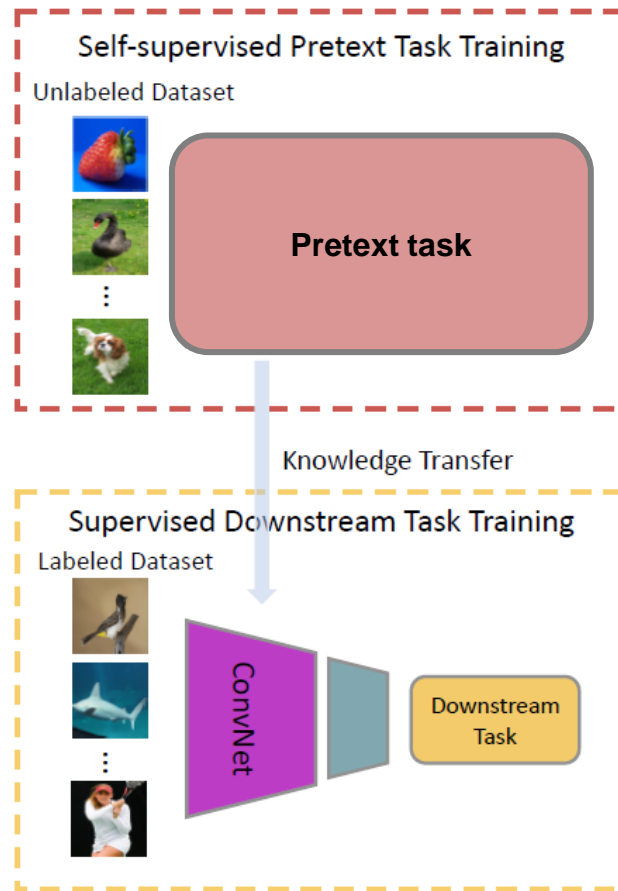 Self-supervised Pretext Task Training
Unlabeled Dataset
Pretext task
...
Knowledge Transfer
Supervised Downstream Task Training
Labeled Dataset
ConvNet
Downstream
Task
...